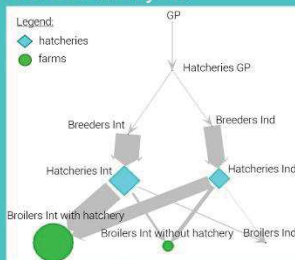 GP
Legend:
hatcheries
farms
Hatcheries GP
Breeders Int
Breeders Ind
Hatcheries Int
Hatcheries Ind
Broilers Int with hatchery
Broilers Int without hatchery
Broilers Ind